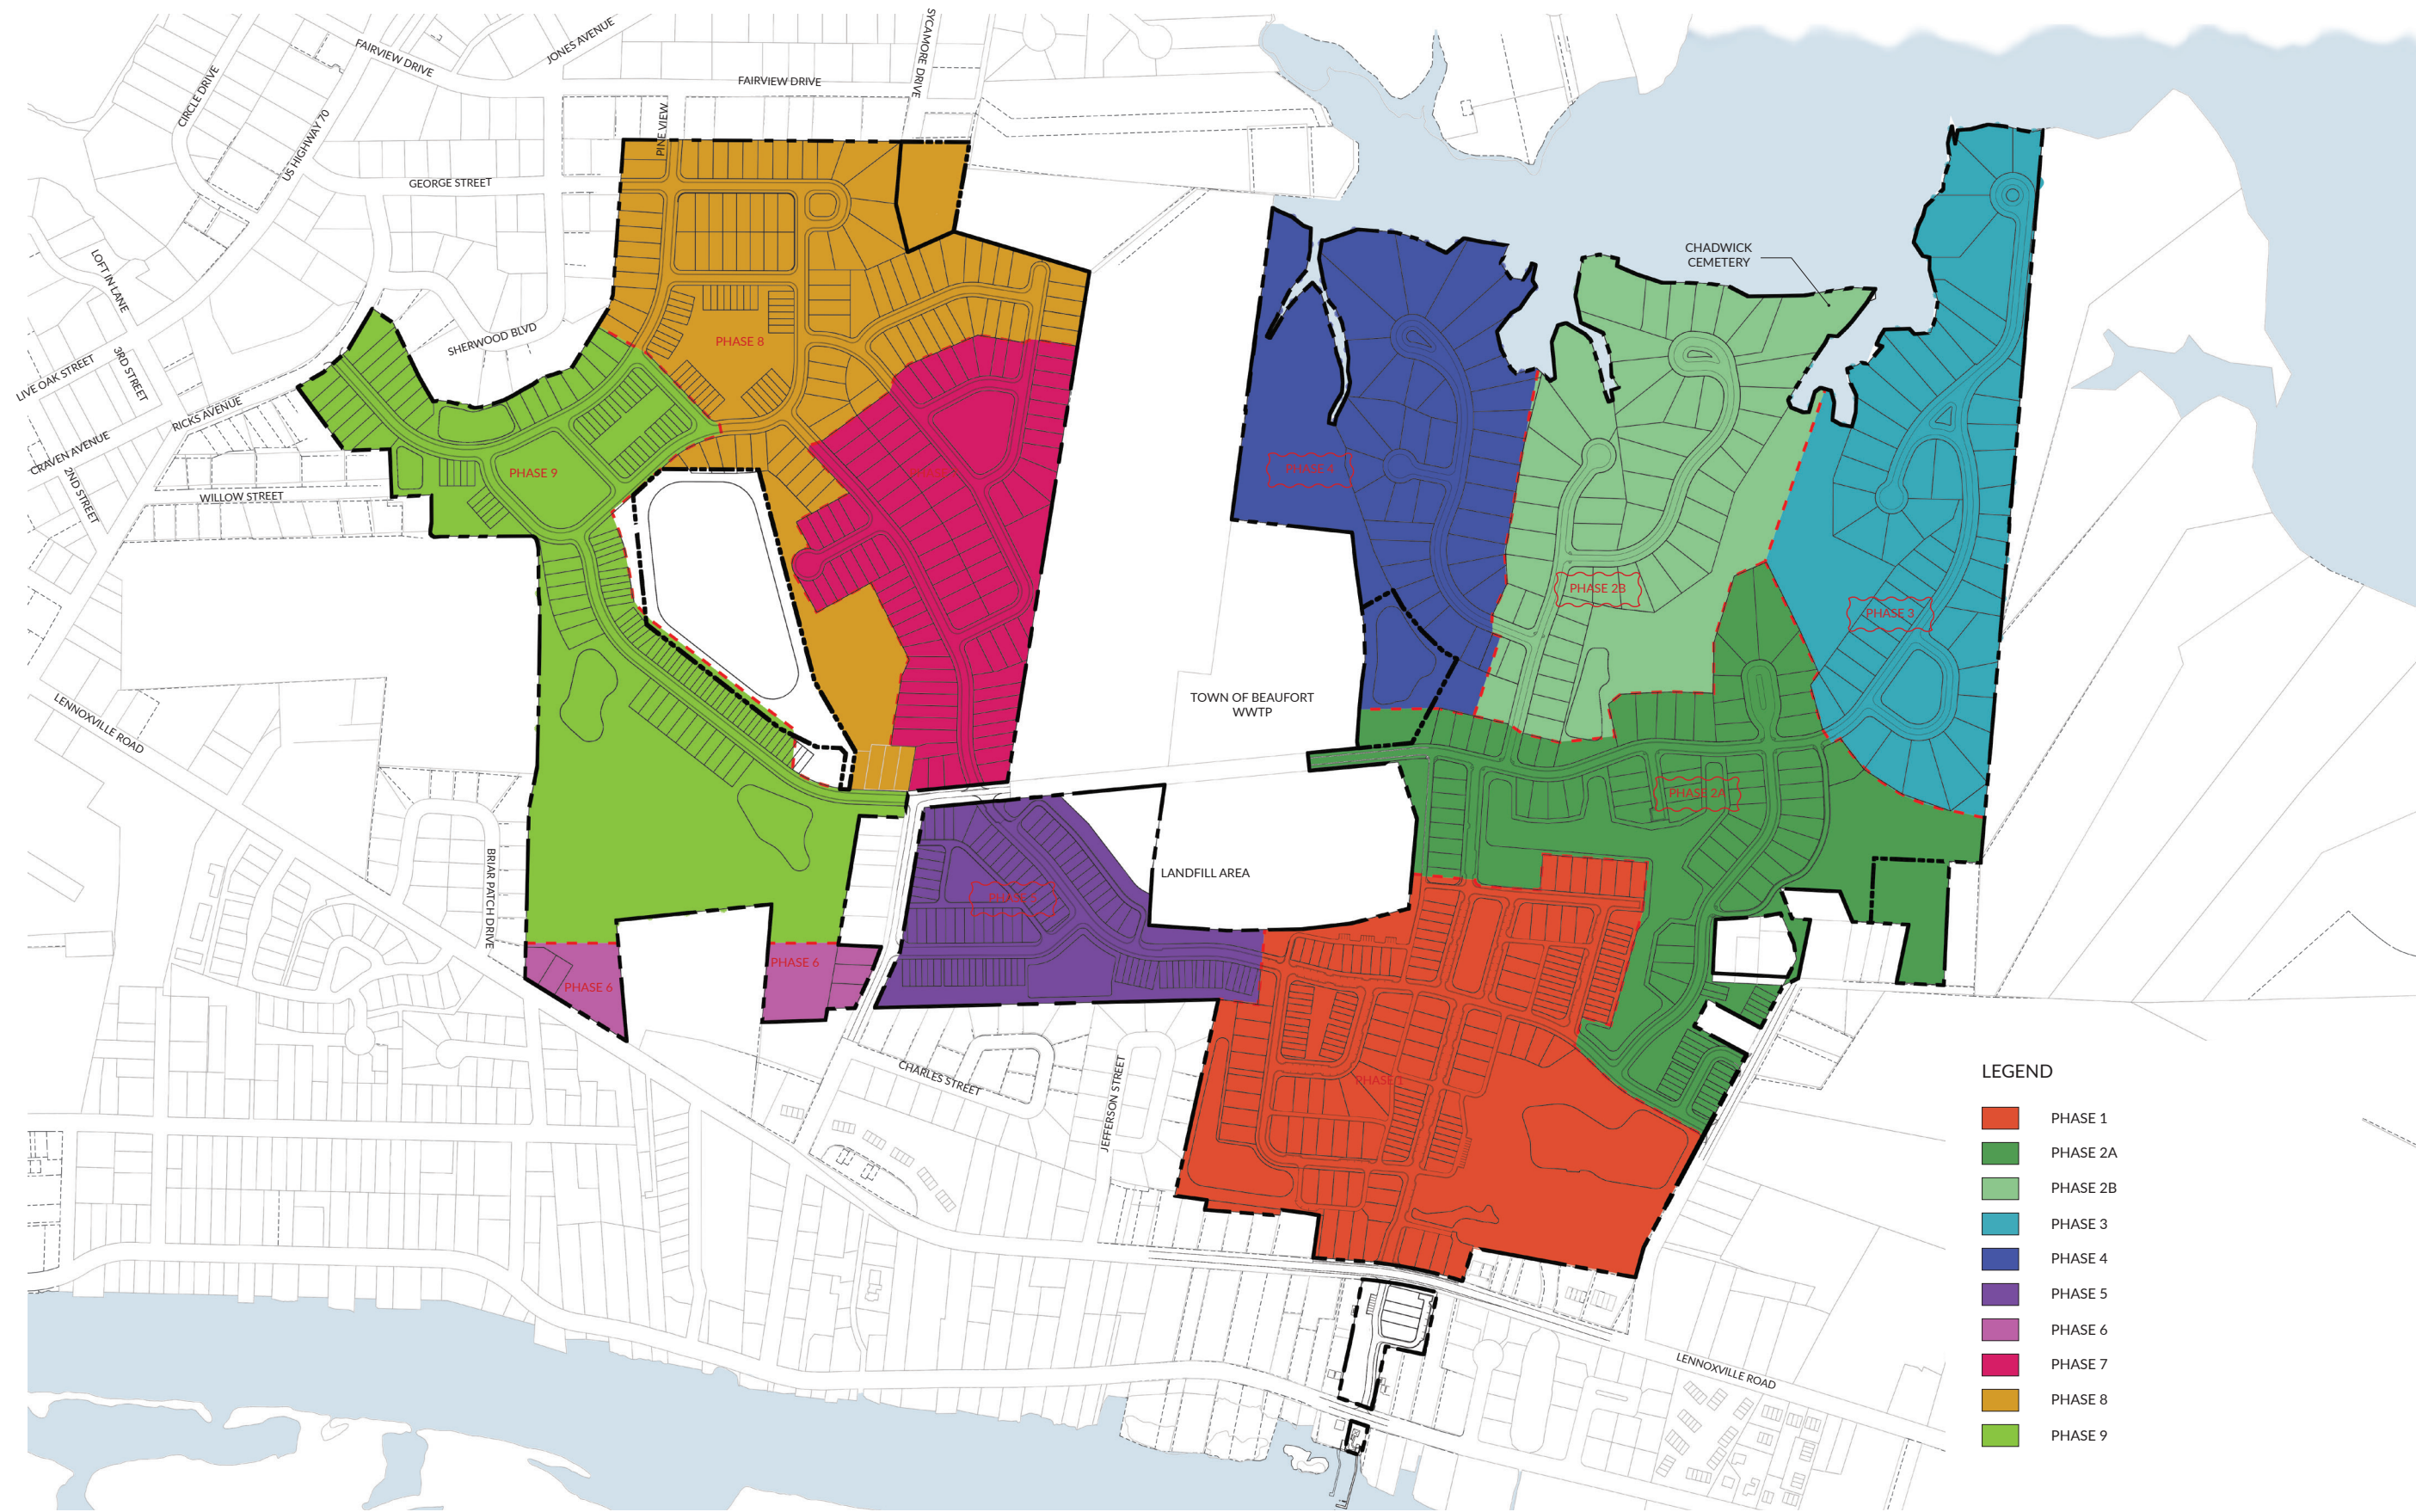 FAIRVIEW DRIVE
JONES AVENUE
SYCAMORE DRIVE
FAIRVIEW DRIVE
CIRCLE DRIVE
US HIGHWAY 70
PINE VIEW
GEORGE STREET
CHADWICK
CEMETERY
LOFT IN LANE
SHERWOOD BLVD
PHASE 8
LIVE OAK STREET
3RD STREET
RICKS AVENUE
CRAVEN AVENUE
2ND STREET
WILLOW STREET
PHASE 9
PHASE 2B
PHASE 3
TOWN OF BEAUFORT
WWTP
LENNOXVILLE ROAD
PHASE 2A
LANDFILL AREA
BRIAR PATCH DRIVE
PHASE 6
PHASE 6
CHARLES STREET
JEFFERSON STREET
PHASE 1
LENNOXVILLE ROAD
LEGEND
PHASE 1
PHASE 2A
PHASE 2B
PHASE 3
PHASE 4
PHASE 5
PHASE 6
PHASE 7
PHASE 8
PHASE 9